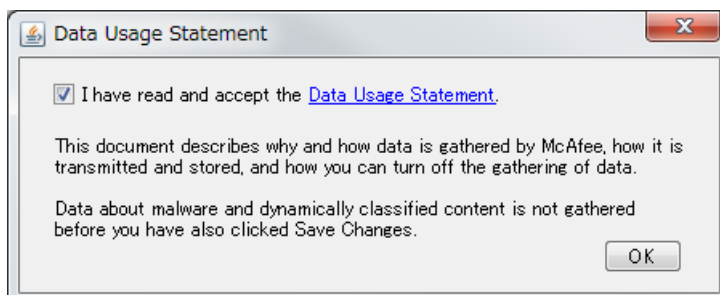 Data Usage Statement
I have read and accept the Data Usage Statement.
This document describes why and how data is gathered by McAfee, how it is
transmitted and stored, and how you can turn off the gathering of data.
Data about malware and dynamically classified content is not gathered
before you have also clicked Save Changes.
OK